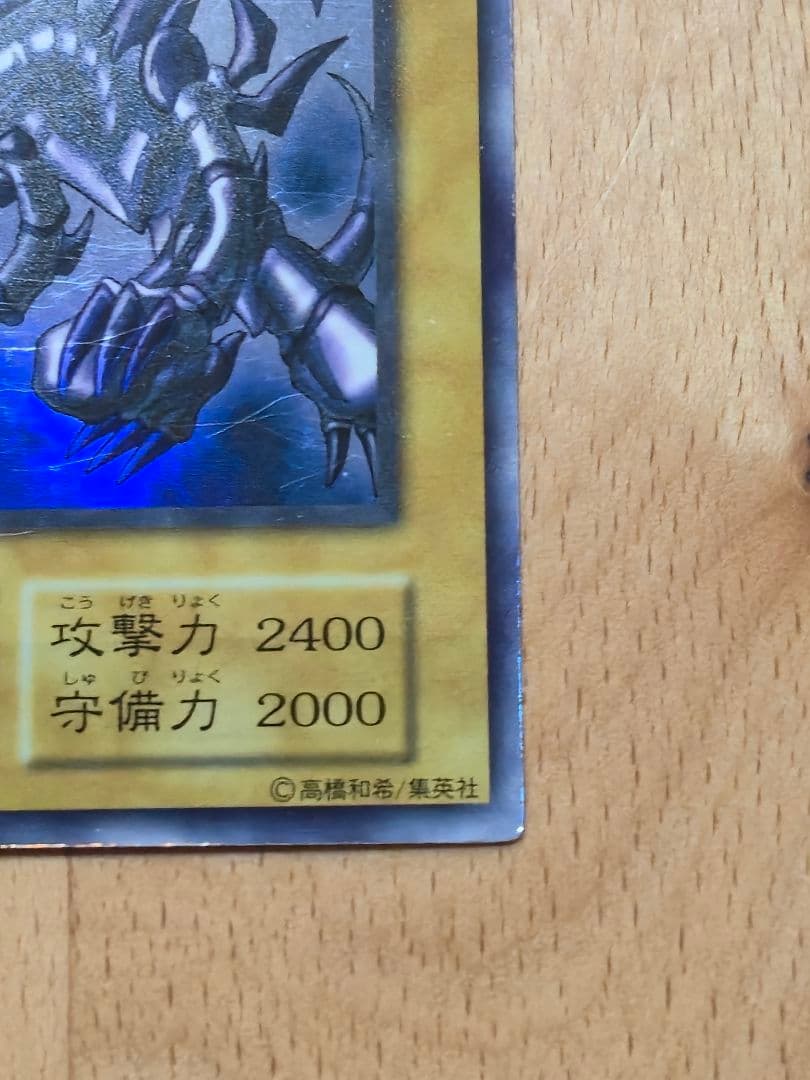 こう げき りょく
攻撃力 2400
しゅ び りょく
守備力 2000
©高橋和希/集英社